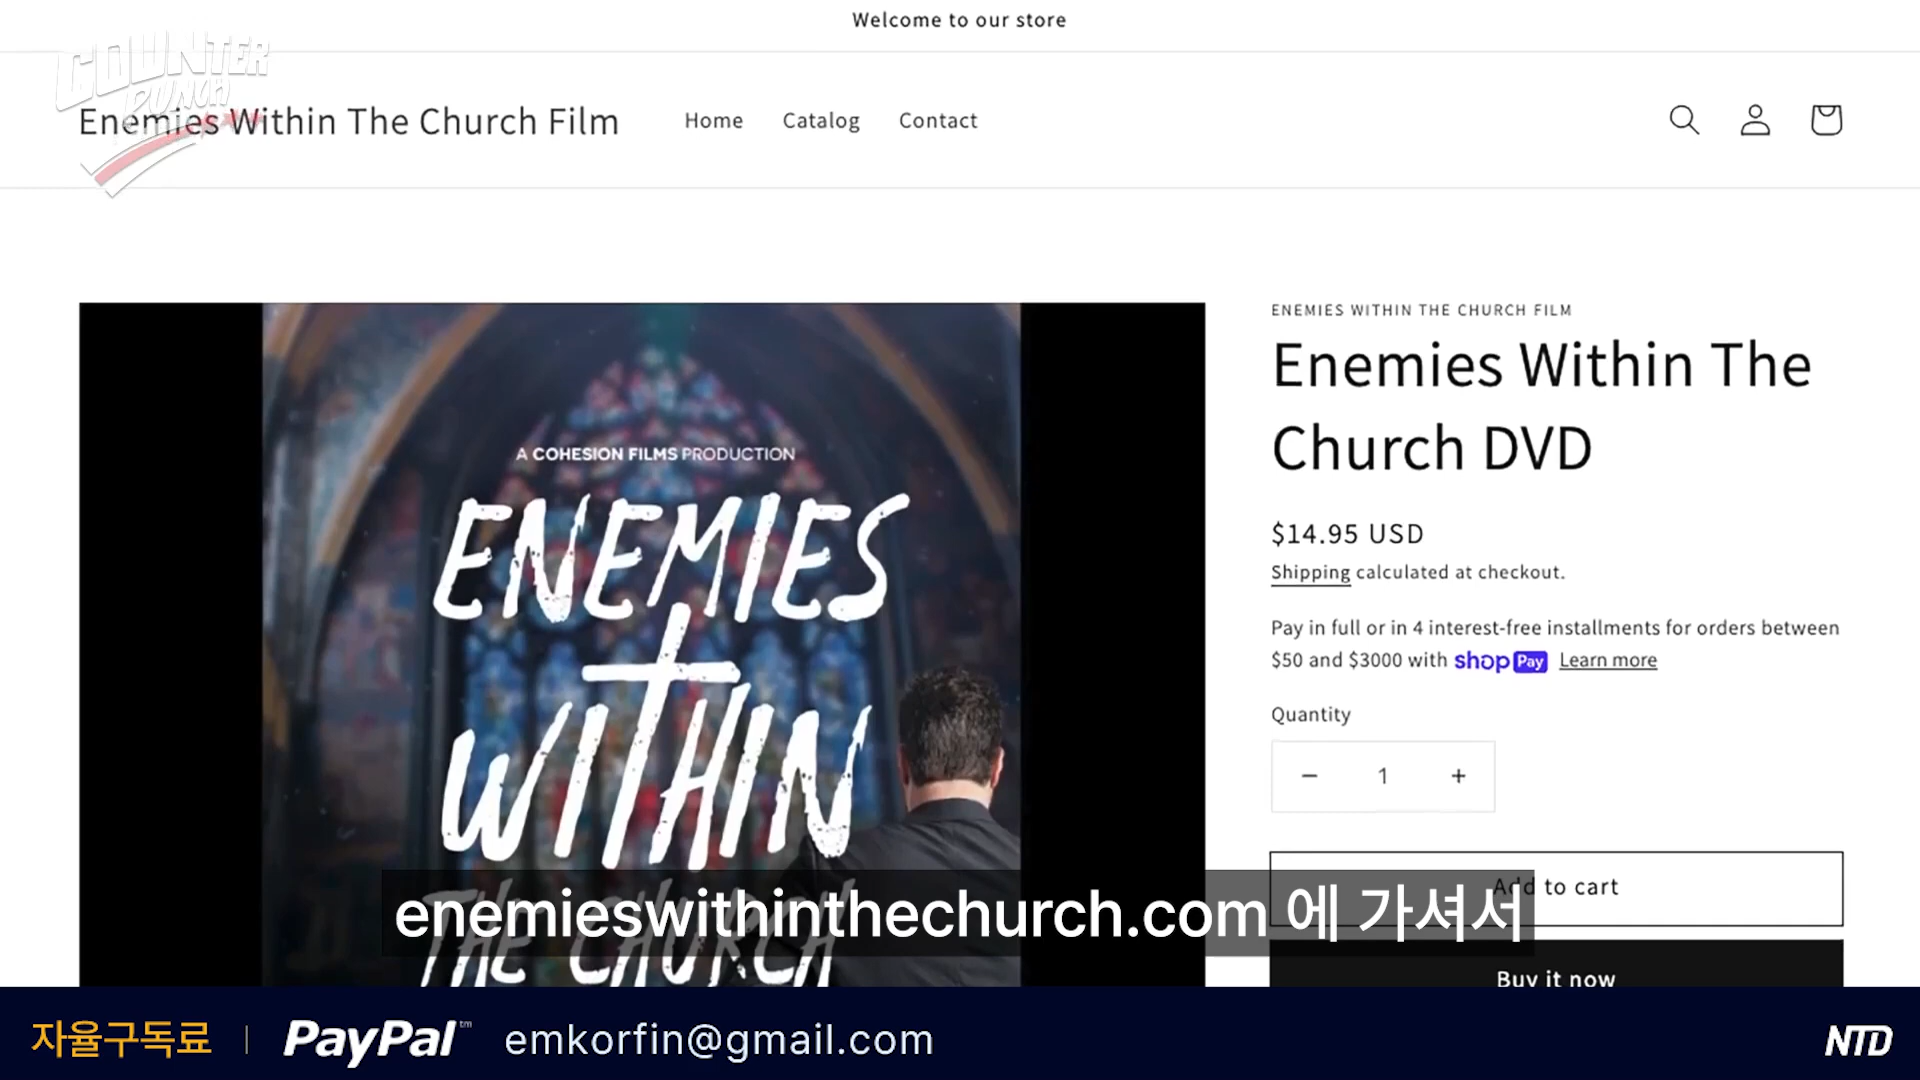 Welcome to our store
COUNTER
PUNCH
Enemies Within The Church Film
Home Catalog Contact
ENEMIES WITHIN THE CHURCH FILM
Enemies Within The
Church DVD
$14.95 USD
Shipping calculated at checkout.
Pay in full or in 4 interest-free installments for orders between
$50 and $3000 with shop Pay Learn more
Quantity
− 1 +
Add to cart
Buy it now
A COHESION FILMS PRODUCTION
ENEMIES
WITHIN
THE CHURCH
enemieswithinthechurch.com 에 가셔서
자율구독료 | PayPal™ emkorfin@gmail.com
NTD